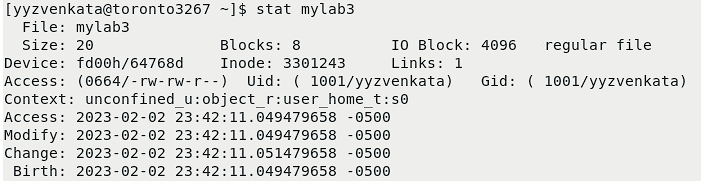 [yyzvenkata@toronto3267 ~]$ stat mylab3
  File: mylab3
  Size: 20              Blocks: 8          IO Block: 4096   regular file
Device: fd00h/64768d    Inode: 3301243     Links: 1
Access: (0664/-rw-rw-r--)  Uid: ( 1001/yyzvenkata)   Gid: ( 1001/yyzvenkata)
Context: unconfined_u:object_r:user_home_t:s0
Access: 2023-02-02 23:42:11.049479658 -0500
Modify: 2023-02-02 23:42:11.049479658 -0500
Change: 2023-02-02 23:42:11.051479658 -0500
 Birth: 2023-02-02 23:42:11.049479658 -0500